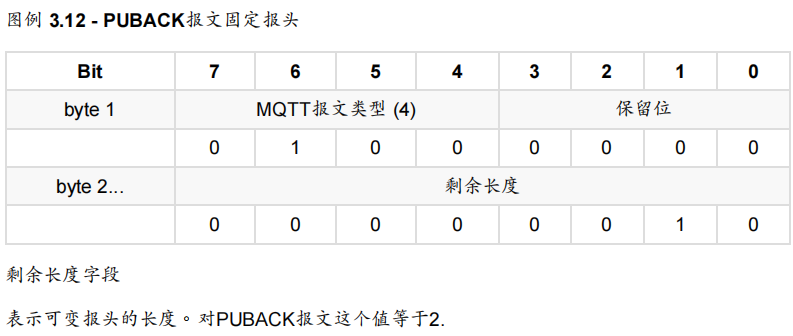 图例 3.12 - PUBACK报文固定报头
Bit 7 6 5 4 3 2 1 0
byte 1 MQTT报文类型 (4) 保留位
0 1 0 0 0 0 0 0
byte 2... 剩余长度
0 0 0 0 0 0 1 0
剩余长度字段
表示可变报头的长度。对PUBACK报文这个值等于2.